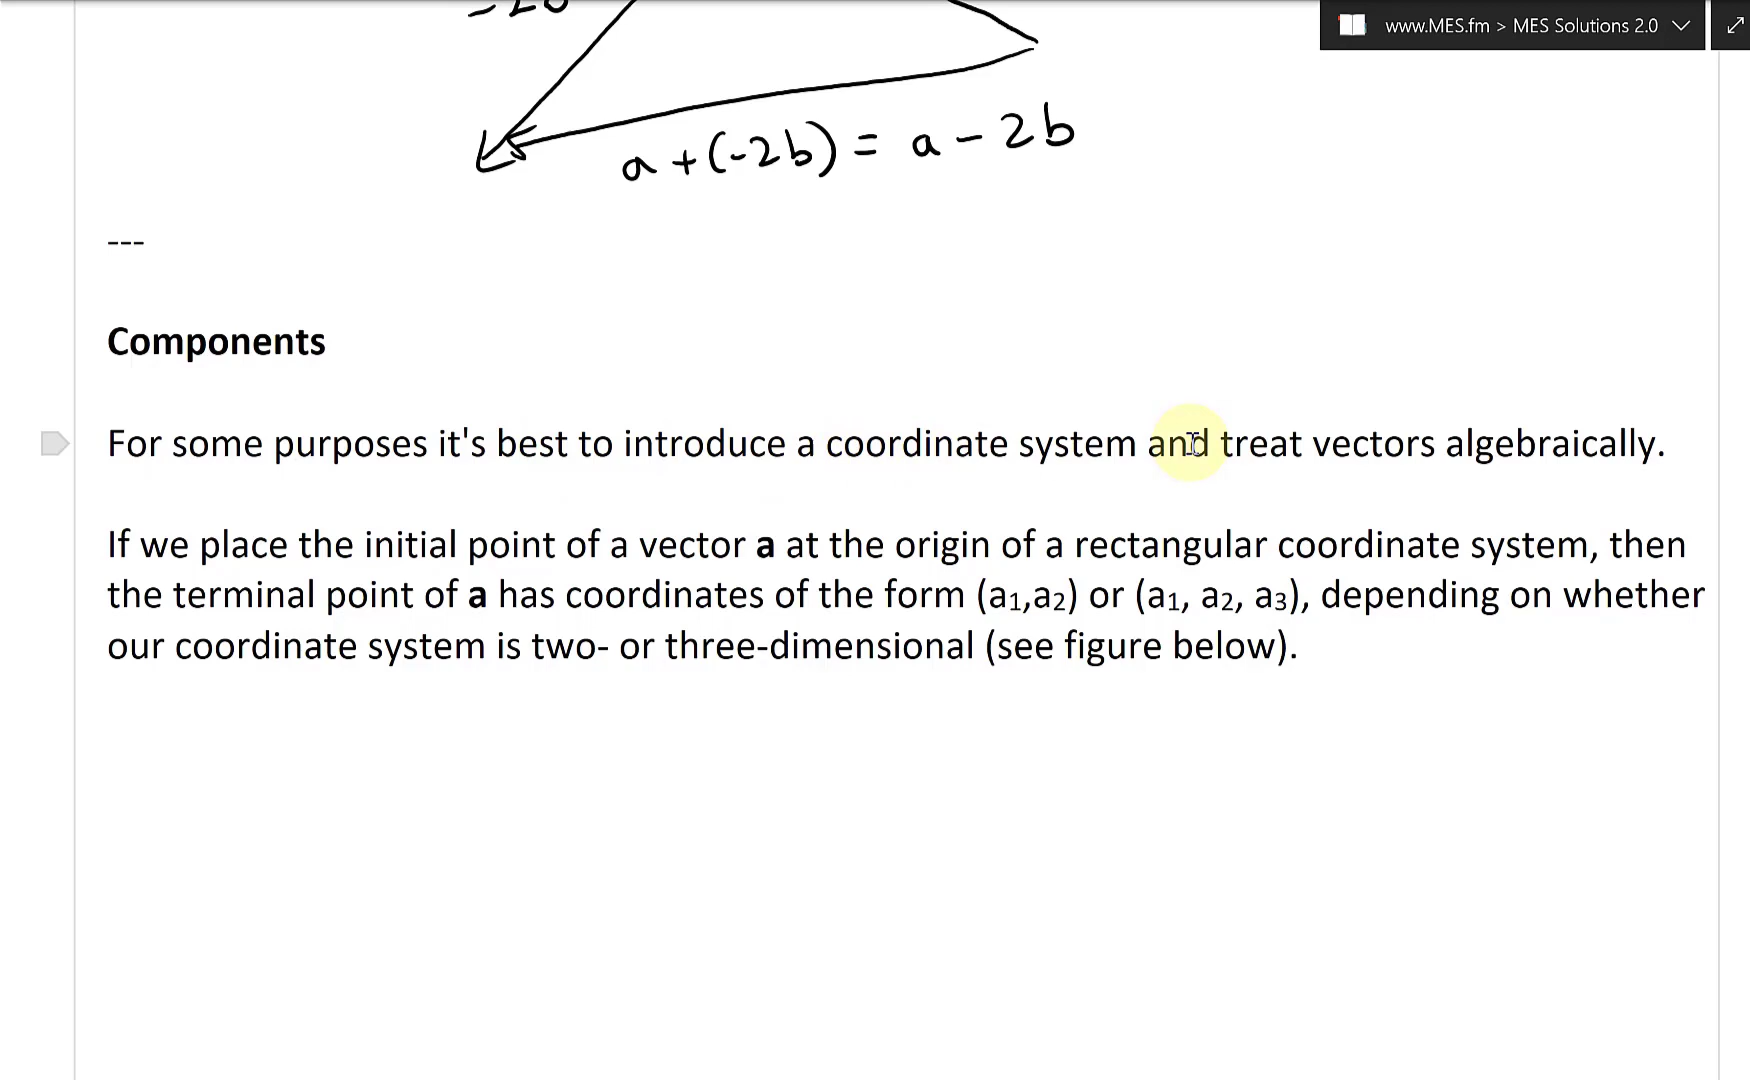 www.MES.fm > MES Solutions 2.0
a + (-2b) = a - 2b
---
Components
For some purposes it's best to introduce a coordinate system and treat vectors algebraically.
If we place the initial point of a vector a at the origin of a rectangular coordinate system, then
the terminal point of a has coordinates of the form (a₁,a₂) or (a₁, a₂, a₃), depending on whether
our coordinate system is two- or three-dimensional (see figure below).